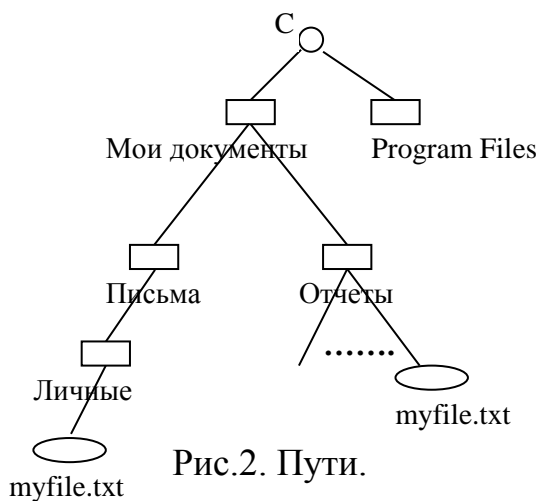 С
Мои документы
Program Files
Письма
Отчеты
.......
Личные
myfile.txt
myfile.txt
Рис.2. Пути.